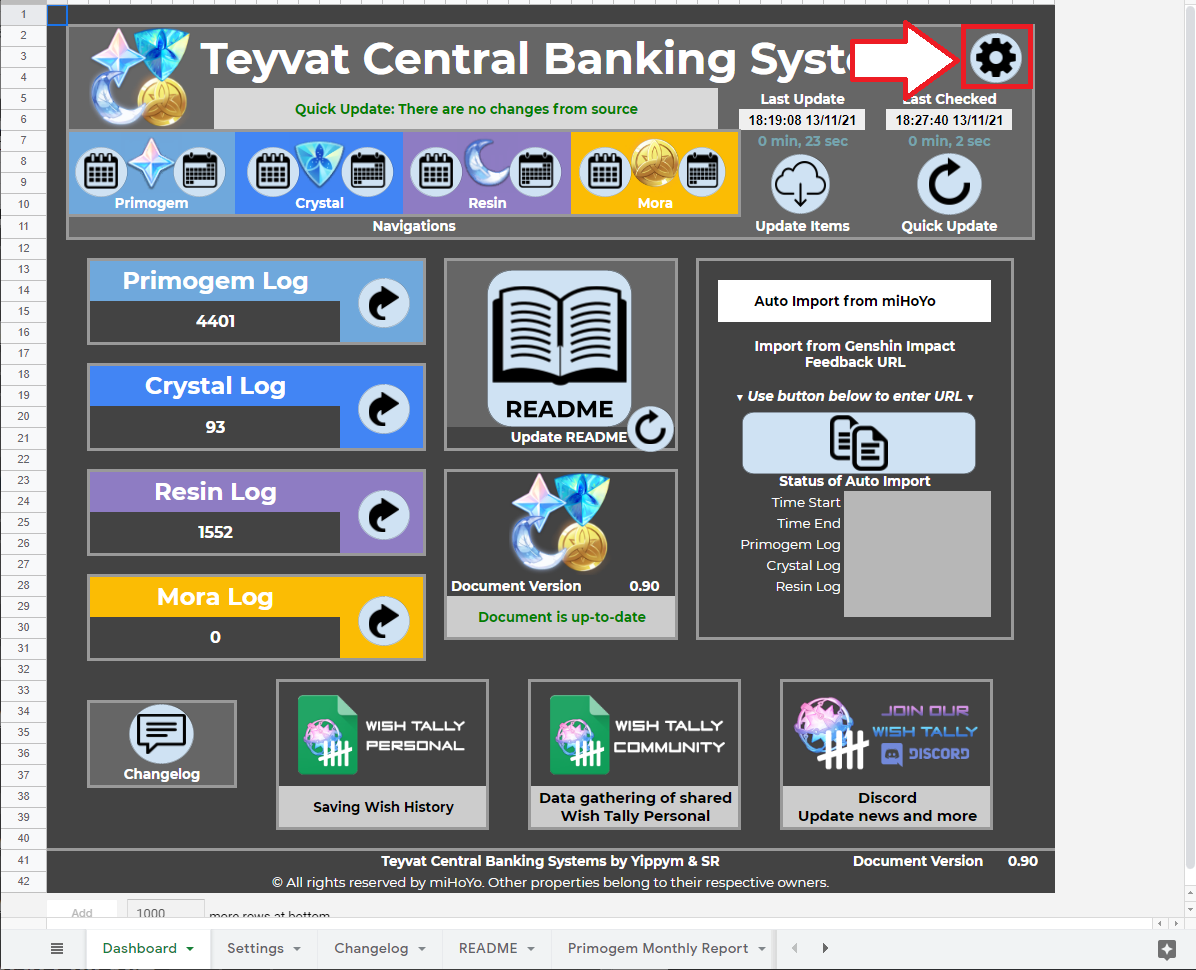 Teyvat Central Banking Syst
Quick Update: There are no changes from source
Last Update
Last Checked
18:19:08 13/11/21
18:27:40 13/11/21
0 min, 23 sec
0 min, 2 sec
Primogem
Crystal
Resin
Mora
Update Items
Quick Update
Navigations
Primogem Log
4401
Crystal Log
93
Resin Log
1552
Mora Log
0
README
Update README
Document Version 0.90
Document is up-to-date
Auto Import from miHoYo
Import from Genshin Impact
Feedback URL
▼ Use button below to enter URL ▼
Status of Auto Import
Time Start
Time End
Primogem Log
Crystal Log
Resin Log
Changelog
WISH TALLY
PERSONAL
Saving Wish History
WISH TALLY
COMMUNITY
Data gathering of shared
Wish Tally Personal
JOIN OUR
WISH TALLY
DISCORD
Discord
Update news and more
Teyvat Central Banking Systems by Yippym & SR
Document Version 0.90
© All rights reserved by miHoYo. Other properties belong to their respective owners.
1
2
3
4
5
6
7
8
9
10
11
12
13
14
15
16
17
18
19
20
21
22
23
24
25
26
27
28
29
30
31
32
33
34
35
36
37
38
39
40
41
42
Add 1000 more rows at bottom
Dashboard
Settings
Changelog
README
Primogem Monthly Report